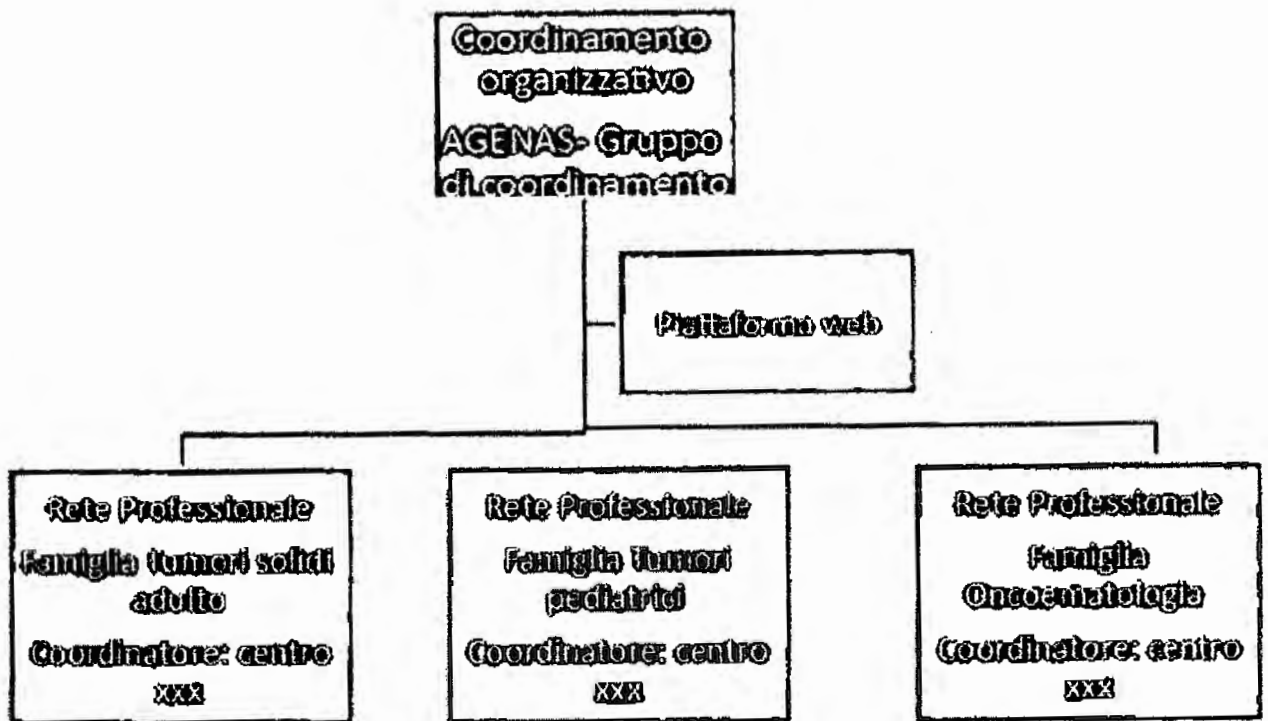 Coordinamento
organizzativo
AGENAS- Gruppo
di coordinamento
Piattaforma web
Rete Professionale
Famiglia tumori solidi
adulto
Coordinatore: centro
xxx
Rete Professionale
Famiglia Tumori
pediatrici
Coordinatore: centro
xxx
Rete Professionale
Famiglia
Oncoematologia
Coordinatore: centro
xxx